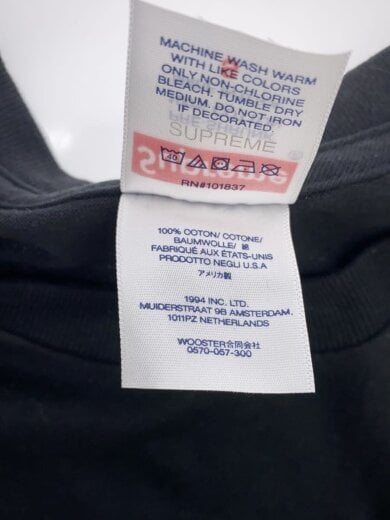 MACHINE WASH WARM
WITH LIKE COLORS
ONLY NON-CHLORINE
BLEACH. TUMBLE DRY
MEDIUM. DO NOT IRON
IF DECORATED.
SUPREME
40
RN#101837
Supreme
®
100% COTON/ COTONE/
BAUMWOLLE/ 綿
FABRIQUÉ AUX ÉTATS-UNIS
PRODOTTO NEGLI U.S.A
アメリカ製
1994 INC. LTD.
MUIDERSTRAAT 9B AMSTERDAM.
1011PZ NETHERLANDS
WOOSTER合同会社
0570-057-300